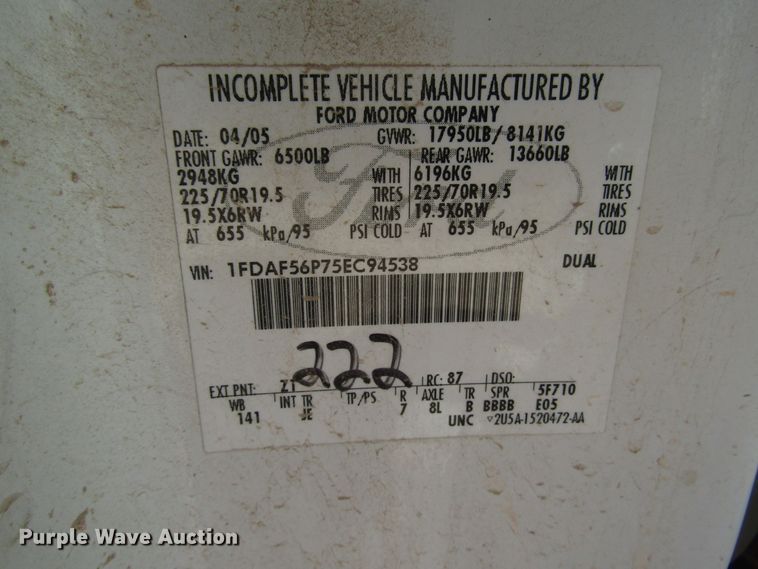 INCOMPLETE VEHICLE MANUFACTURED BY
FORD MOTOR COMPANY
DATE: 04/05 GVWR: 17950LB/ 8141KG
FRONT GAWR: 6500LB REAR GAWR: 13660LB
2948KG WITH 6196KG WITH
225/70R19.5 TIRES 225/70R19.5 TIRES
19.5X6RW RIMS 19.5X6RW RIMS
AT 655 kPa/95 PSI COLD AT 655 kPa/95 PSI COLD
Ford
VIN: 1FDAF56P75EC94538 DUAL
222
EXT PNT: Z1 RC: 87 DSO:
WB INT TR TP/PS R AXLE TR SPR 5F710
141 JE 7 8L B BBBB E05
UNC 2U5A-1520472-AA
Purple Wave Auction